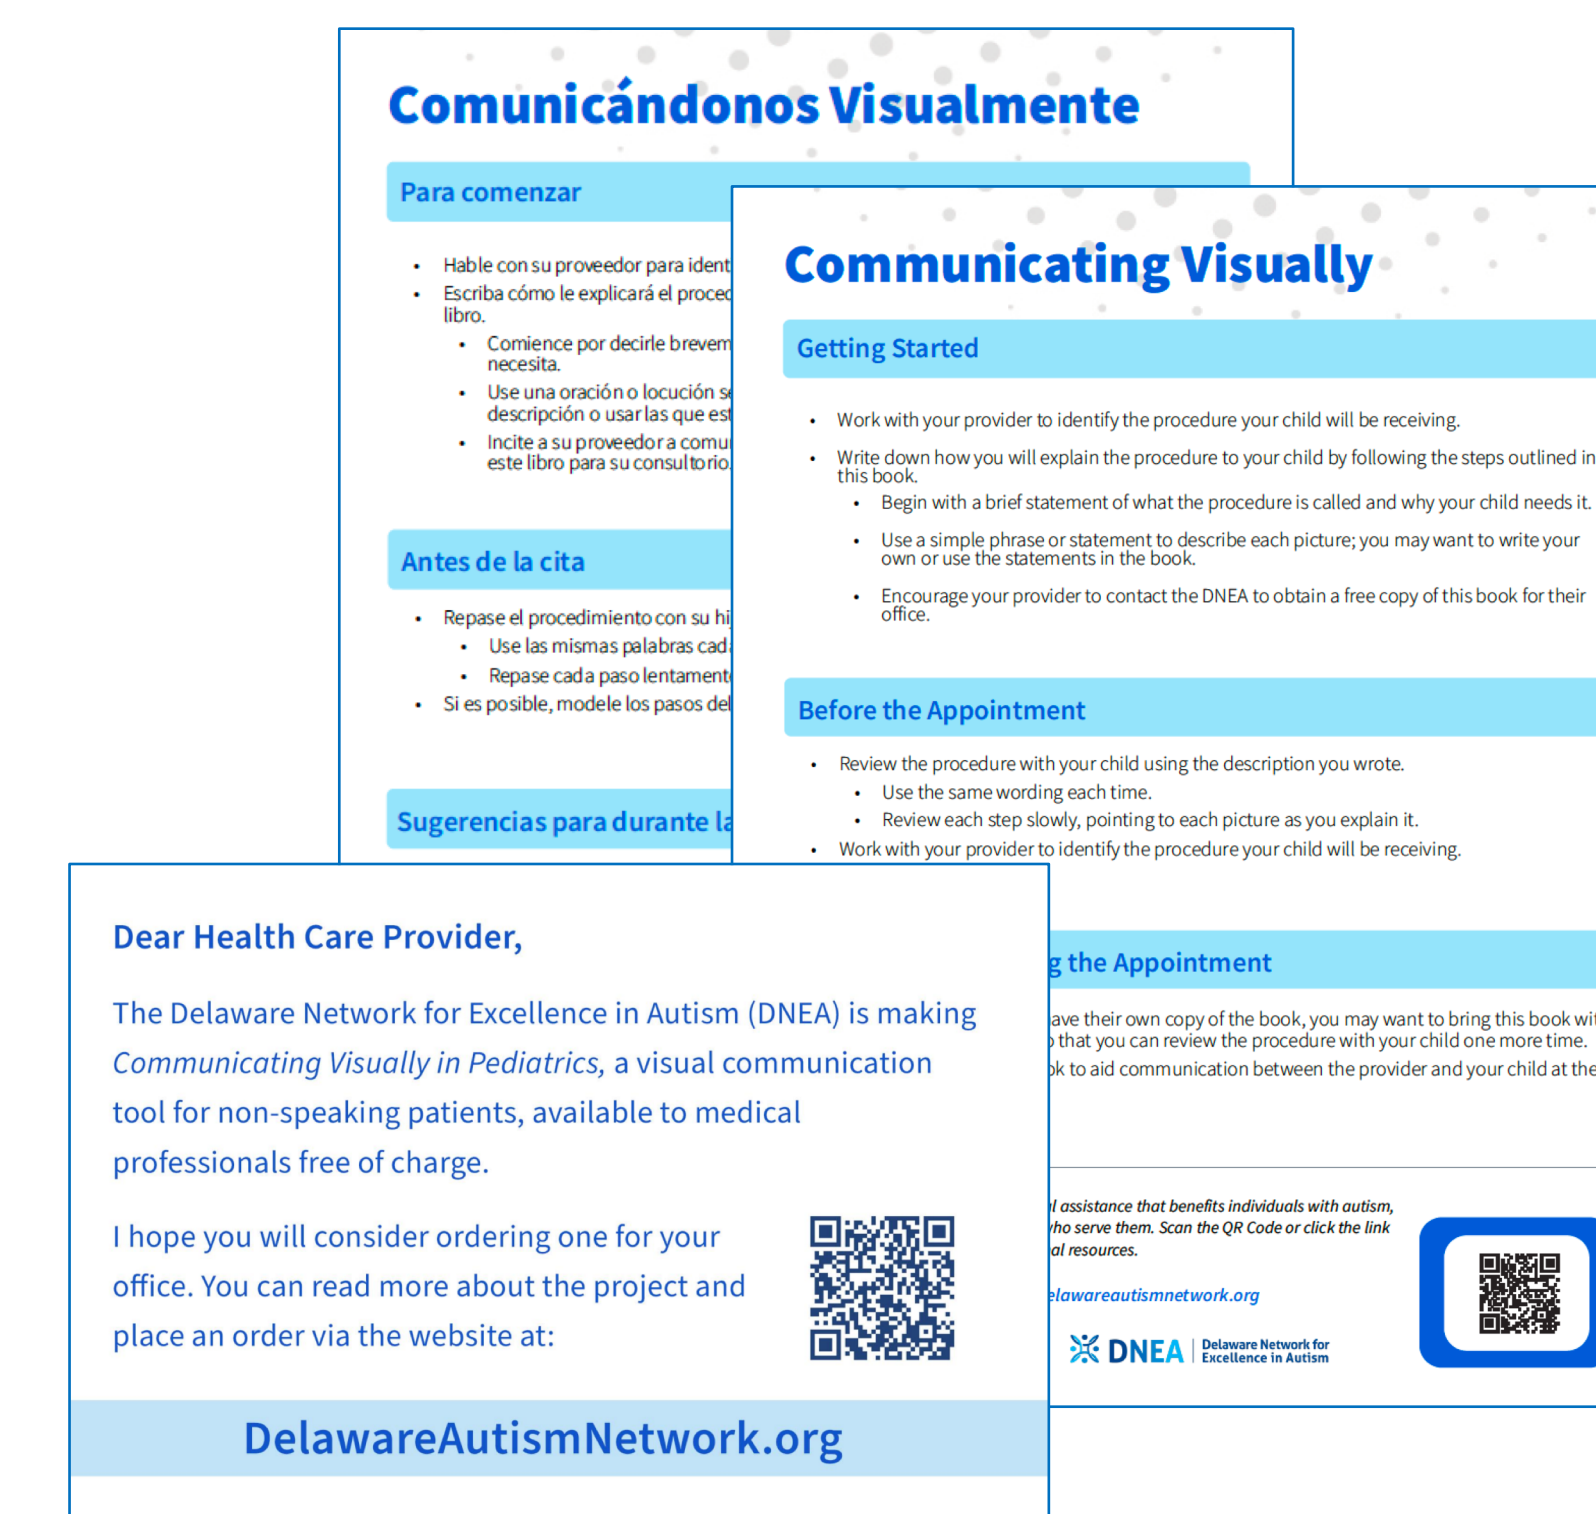 Comunicándonos Visualmente
Para comenzar
• Hable con su proveedor para
• Escriba cómo le explicará el
libro.
• Comience por decirle
necesita.
• Use una oración o locución
descripción o usar las que
• Incite a su proveedor a
este libro para su consultorio.
Antes de la cita
• Repase el procedimiento con su
• Use las mismas palabras
• Repase cada paso
• Si es posible, modele los pasos
Sugerencias para durante
Communicating Visually
Getting Started
• Work with your provider to identify the procedure your child will be receiving.
• Write down how you will explain the procedure to your child by following the steps outlined in
this book.
• Begin with a brief statement of what the procedure is called and why your child needs it.
• Use a simple phrase or statement to describe each picture; you may want to write your
own or use the statements in the book.
• Encourage your provider to contact the DNEA to obtain a free copy of this book for their
office.
Before the Appointment
• Review the procedure with your child using the description you wrote.
• Use the same wording each time.
• Review each step slowly, pointing to each picture as you explain it.
• Work with your provider to identify the procedure your child will be receiving.
the Appointment
their own copy of the book, you may want to bring this book
that you can review the procedure with your child one more time.
to aid communication between the provider and your child at the
assistance that benefits individuals with autism,
who serve them. Scan the QR Code or click the link
resources.
elawareautismnetwork.org
DNEA
Delaware Network for
Excellence in Autism
Dear Health Care Provider,
The Delaware Network for Excellence in Autism (DNEA) is making
Communicating Visually in Pediatrics, a visual communication
tool for non-speaking patients, available to medical
professionals free of charge.
I hope you will consider ordering one for your
office. You can read more about the project and
place an order via the website at:
DelawareAutismNetwork.org